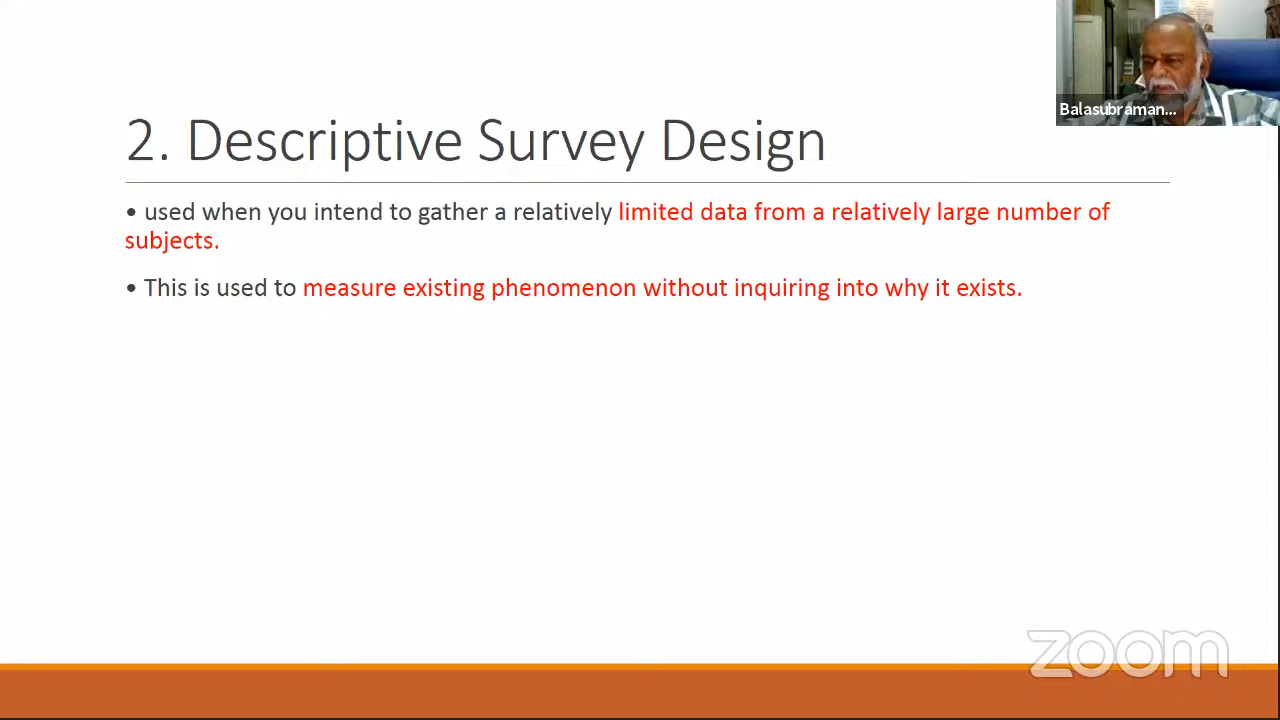 Balasubraman...
2. Descriptive Survey Design
• used when you intend to gather a relatively limited data from a relatively large number of
subjects.
• This is used to measure existing phenomenon without inquiring into why it exists.
zoom